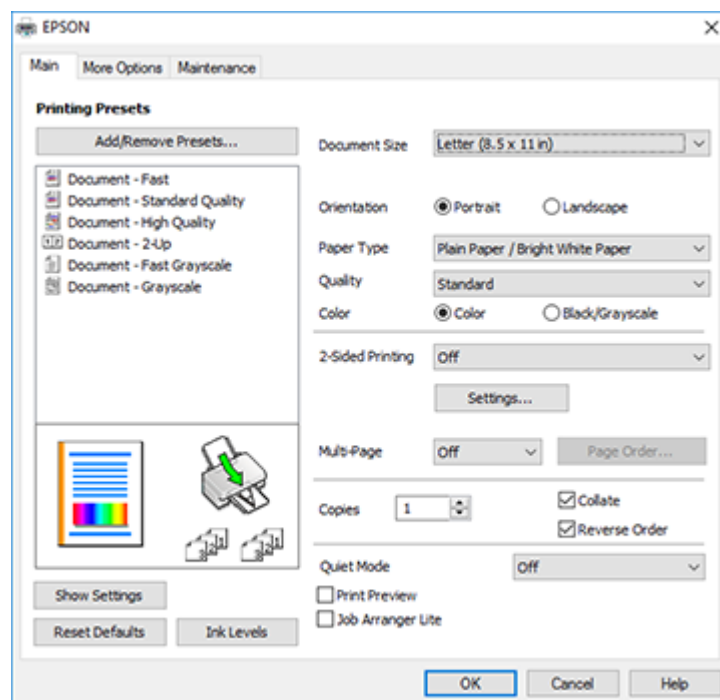 EPSON
Main More Options Maintenance
Printing Presets
Add/Remove Presets...
Document - Fast
Document - Standard Quality
Document - High Quality
Document - 2-Up
Document - Fast Grayscale
Document - Grayscale
Show Settings
Reset Defaults Ink Levels
Document Size Letter (8.5 x 11 in)
Orientation Portrait Landscape
Paper Type Plain Paper / Bright White Paper
Quality Standard
Color Color Black/Grayscale
2-Sided Printing Off
Settings...
Multi-Page Off Page Order...
Copies 1 Collate
Reverse Order
Quiet Mode Off
Print Preview
Job Arranger Lite
OK Cancel Help